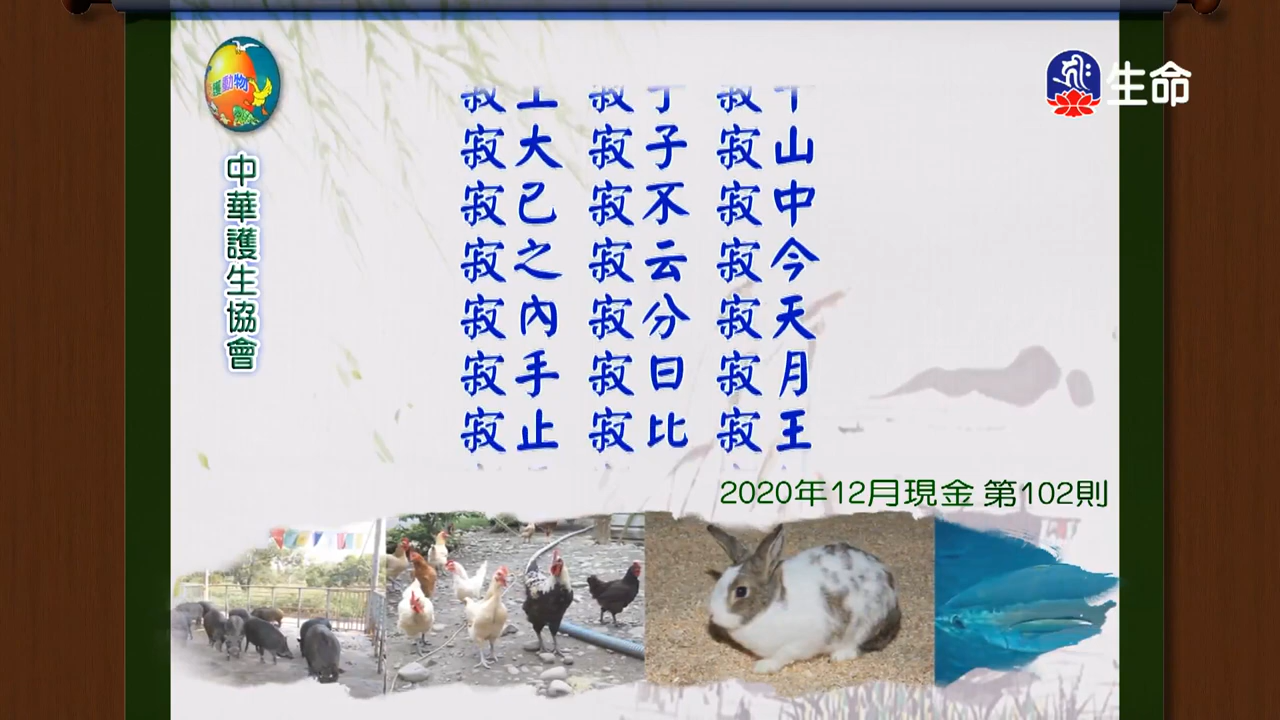 護動物
生命
中華護生協會
寂大 寂子 寂山
寂已 寂不 寂中
寂之 寂云 寂今
寂內 寂分 寂天
寂手 寂日 寂月
寂止 寂比 寂王
2020年12月現金 第102則